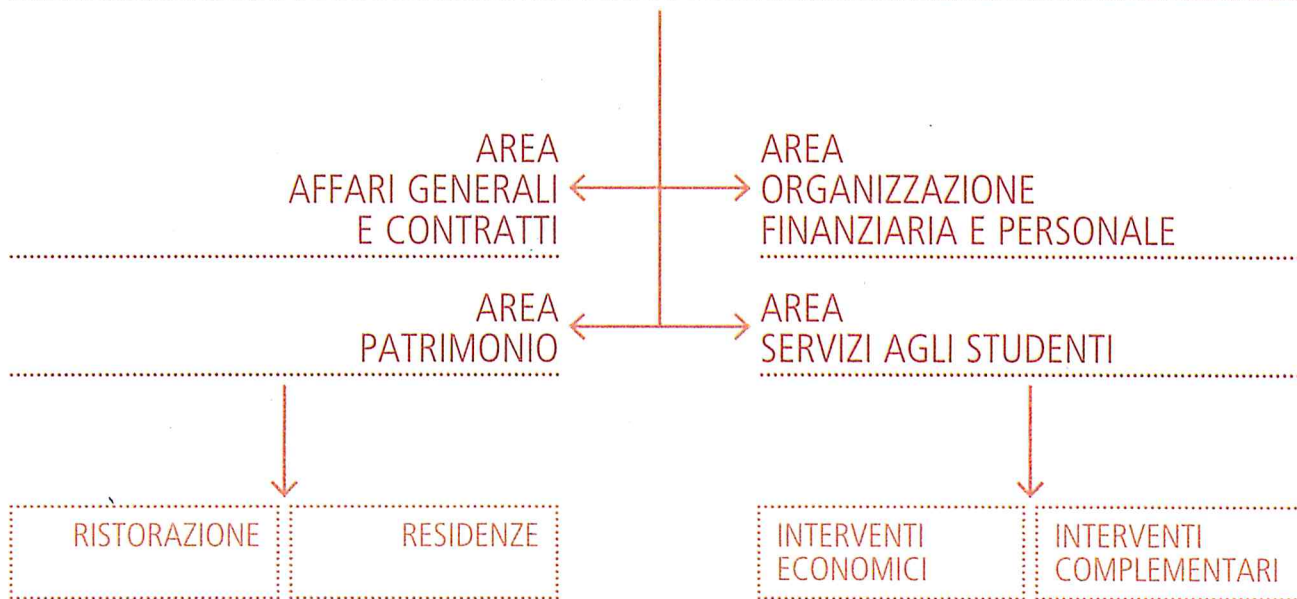 AREA
AFFARI GENERALI
E CONTRATTI
AREA
ORGANIZZAZIONE
FINANZIARIA E PERSONALE
AREA
PATRIMONIO
AREA
SERVIZI AGLI STUDENTI
RISTORAZIONE
RESIDENZE
INTERVENTI
ECONOMICI
INTERVENTI
COMPLEMENTARI